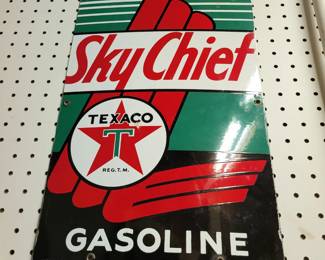 Sky Chief
TEXACO
T
REG. T. M.
GASOLINE